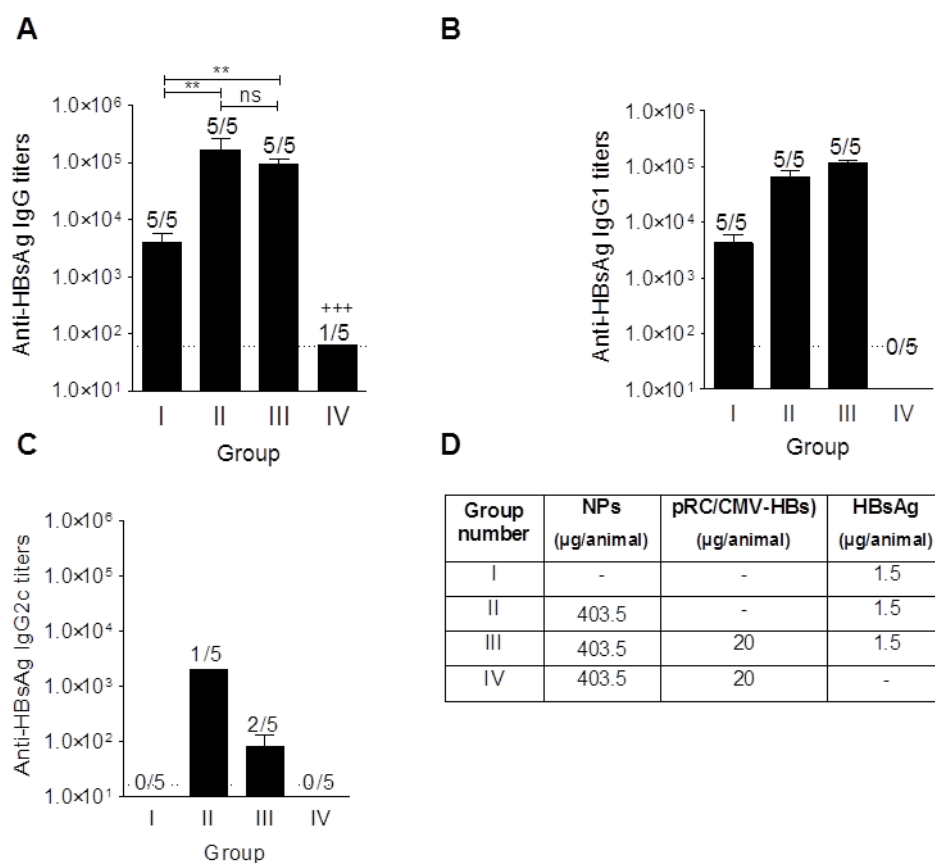 A
**
** ns
Anti-HBsAg IgG titers
1.0×10⁶
1.0×10⁵
1.0×10⁴
1.0×10³
1.0×10²
1.0×10¹
5/5 5/5 5/5 +++
1/5
I II III IV
Group
B
Anti-HBsAg IgG1 titers
1.0×10⁶
1.0×10⁵
1.0×10⁴
1.0×10³
1.0×10²
1.0×10¹
5/5 5/5 5/5 0/5
I II III IV
Group
C
Anti-HBsAg IgG2c titers
1.0×10⁶
1.0×10⁵
1.0×10⁴
1.0×10³
1.0×10²
1.0×10¹
0/5 1/5 2/5 0/5
I II III IV
Group
D
Group number NPs (µg/animal) pRC/CMV-HBs) (µg/animal) HBsAg (µg/animal)
I - - 1.5
II 403.5 - 1.5
III 403.5 20 1.5
IV 403.5 20 -